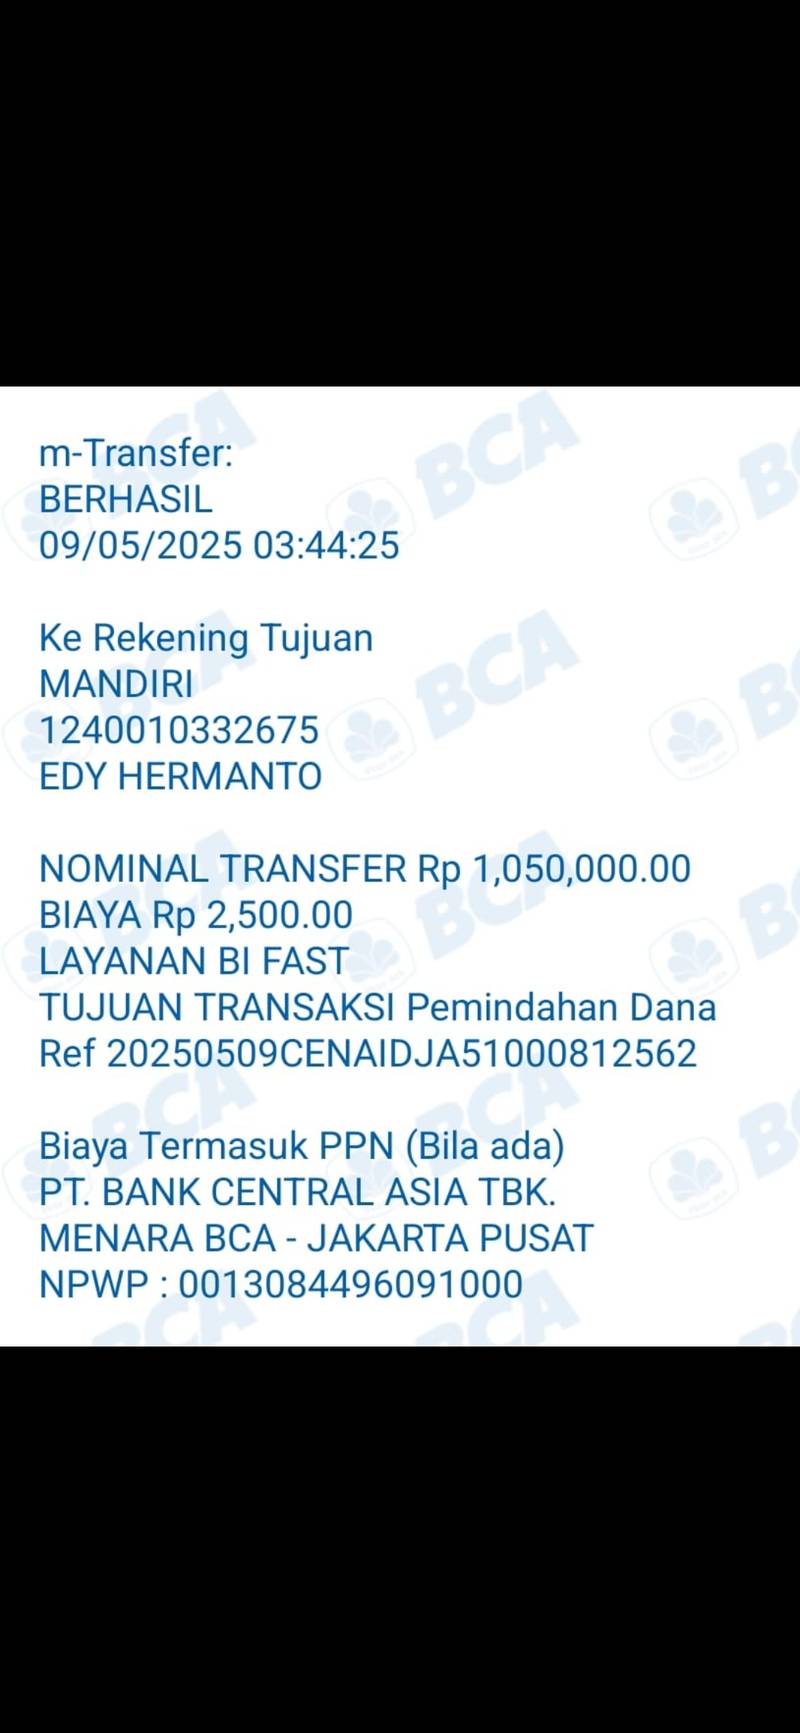 m-Transfer:
BERHASIL
09/05/2025 03:44:25
Ke Rekening Tujuan
MANDIRI
1240010332675
EDY HERMANTO
NOMINAL TRANSFER Rp 1,050,000.00
BIAYA Rp 2,500.00
LAYANAN BI FAST
TUJUAN TRANSAKSI Pemindahan Dana
Ref 20250509CENAIDJA51000812562
Biaya Termasuk PPN (Bila ada)
PT. BANK CENTRAL ASIA TBK.
MENARA BCA - JAKARTA PUSAT
NPWP : 0013084496091000
BCA